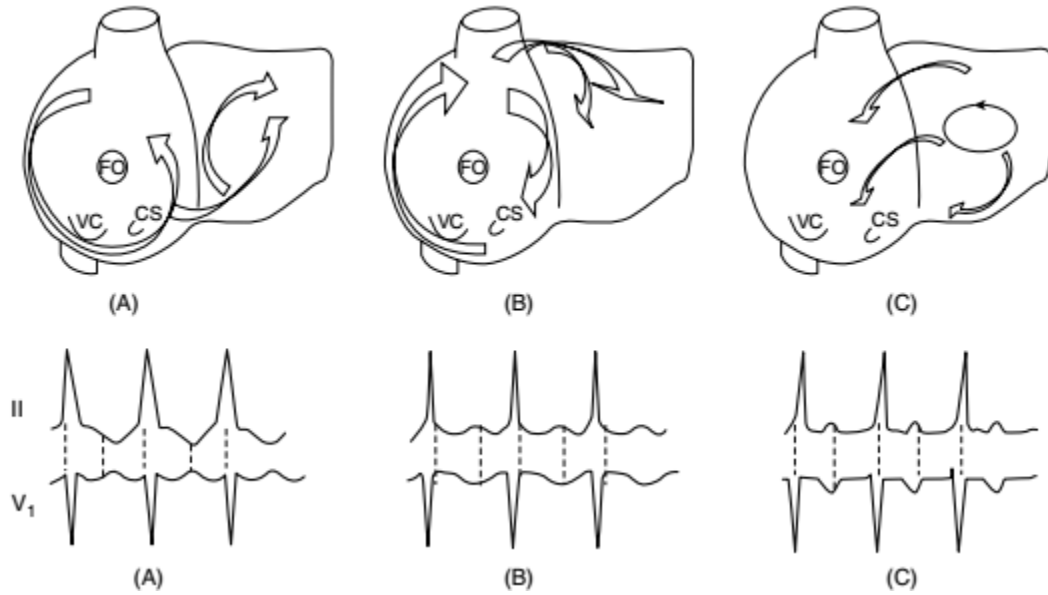 FO FO FO
VC CS VC CS VC CS
(A) (B) (C)
II
V1
(A) (B) (C)